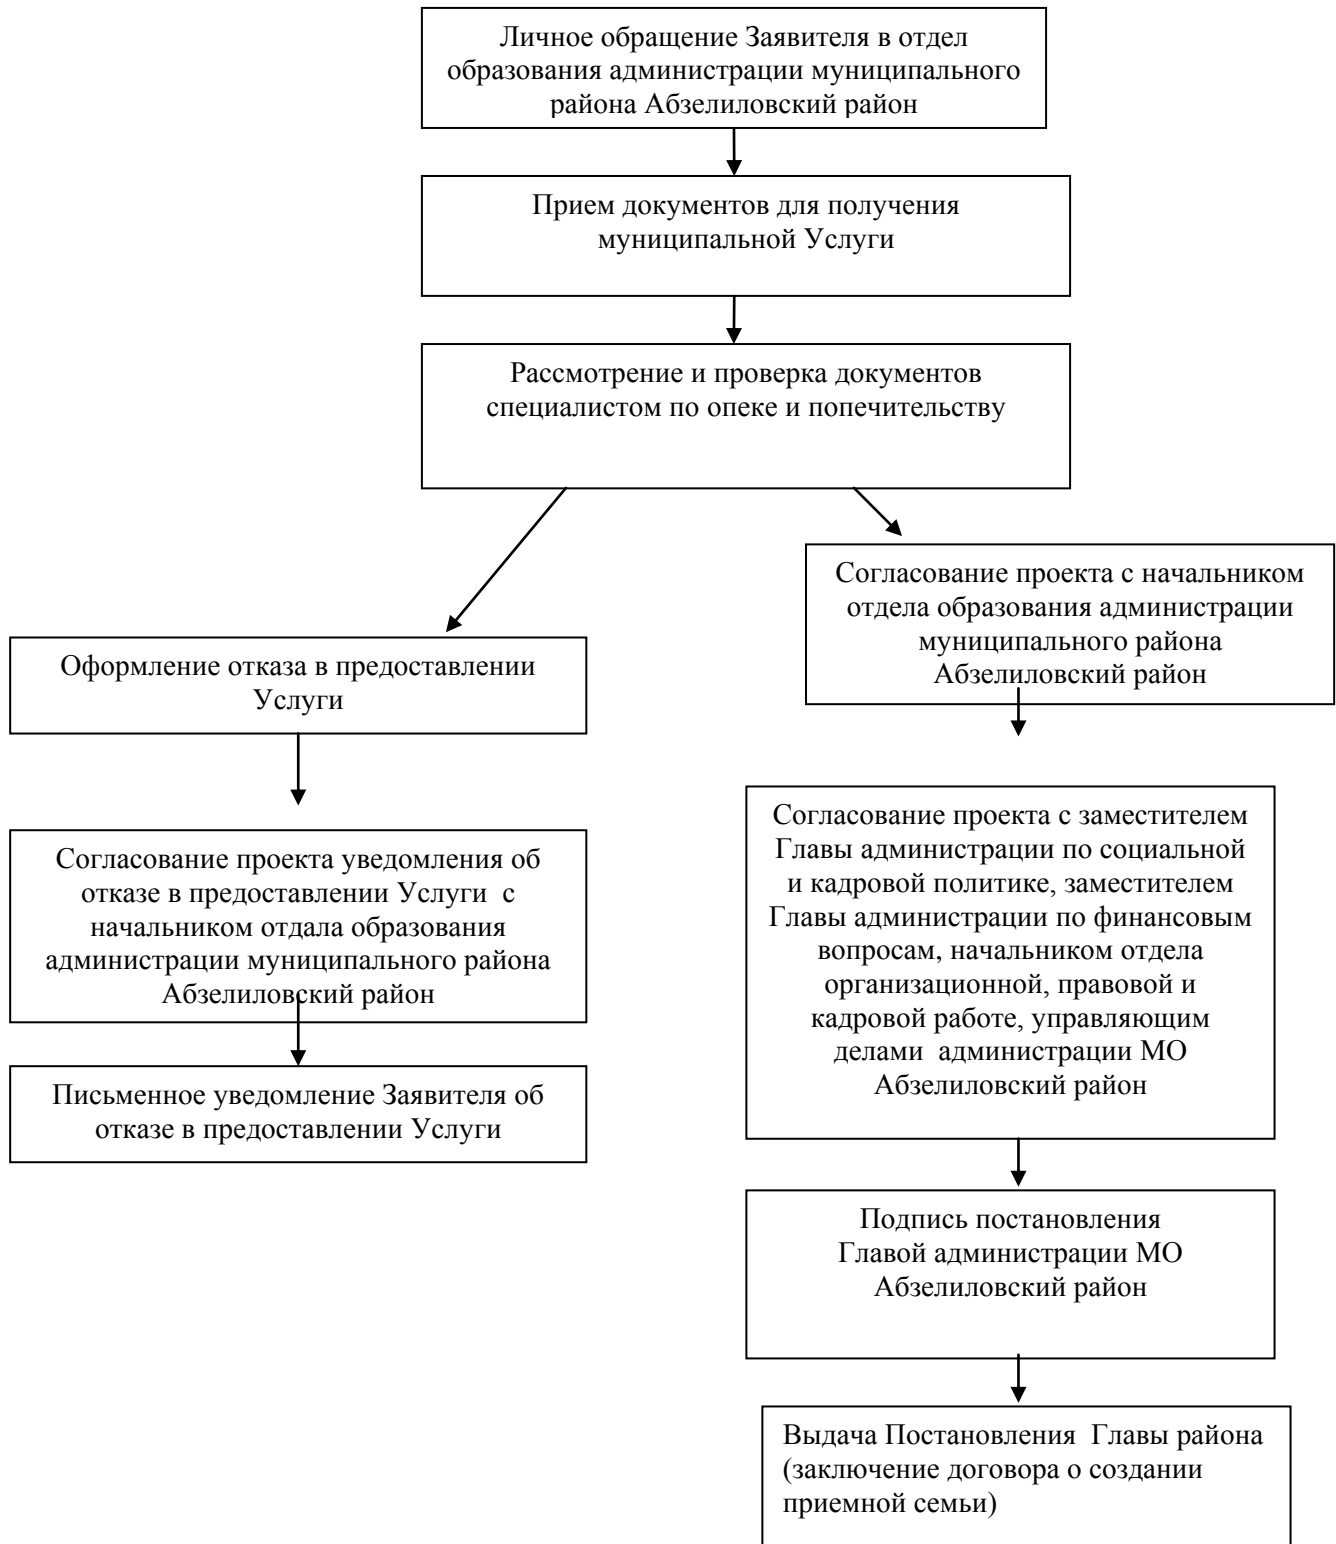 Личное обращение Заявителя в отдел
образования администрации муниципального
района Абзелиловский район
Прием документов для получения
муниципальной Услуги
Рассмотрение и проверка документов
специалистом по опеке и попечительству
Согласование проекта с начальником
отдела образования администрации
муниципального района
Абзелиловский район
Оформление отказа в предоставлении
Услуги
Согласование проекта уведомления об
отказе в предоставлении Услуги с
начальником отдала образования
администрации муниципального района
Абзелиловский район
Письменное уведомление Заявителя об
отказе в предоставлении Услуги
Согласование проекта с заместителем
Главы администрации по социальной
и кадровой политике, заместителем
Главы администрации по финансовым
вопросам, начальником отдела
организационной, правовой и
кадровой работе, управляющим
делами администрации МО
Абзелиловский район
Подпись постановления
Главой администрации МО
Абзелиловский район
Выдача Постановления Главы района
(заключение договора о создании
приемной семьи)